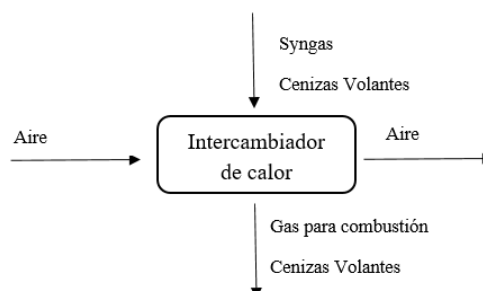 Syngas
Cenizas Volantes
Aire
Intercambiador
de calor
Aire
Gas para combustión
Cenizas Volantes